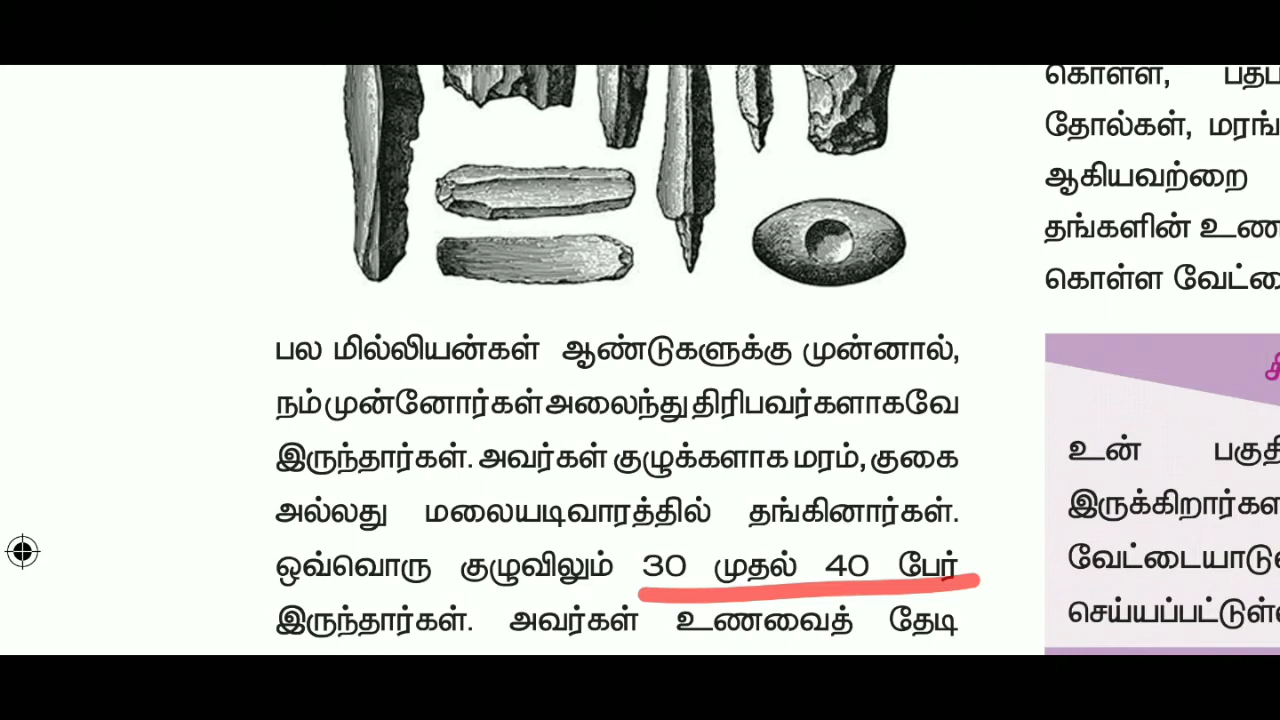 பல மில்லியன்கள் ஆண்டுகளுக்கு முன்னால்,
நம் முன்னோர்கள் அலைந்து திரிபவர்களாகவே
இருந்தார்கள். அவர்கள் குழுக்களாக மரம், குகை
அல்லது மலையடிவாரத்தில் தங்கினார்கள்.
ஒவ்வொரு குழுவிலும் 30 முதல் 40 பேர்
இருந்தார்கள். அவர்கள் உணவைத் தேடி
கொள்ள,
தோல்கள்,
ஆகியவற்றை
தங்களின்
கொள்ள
உன்